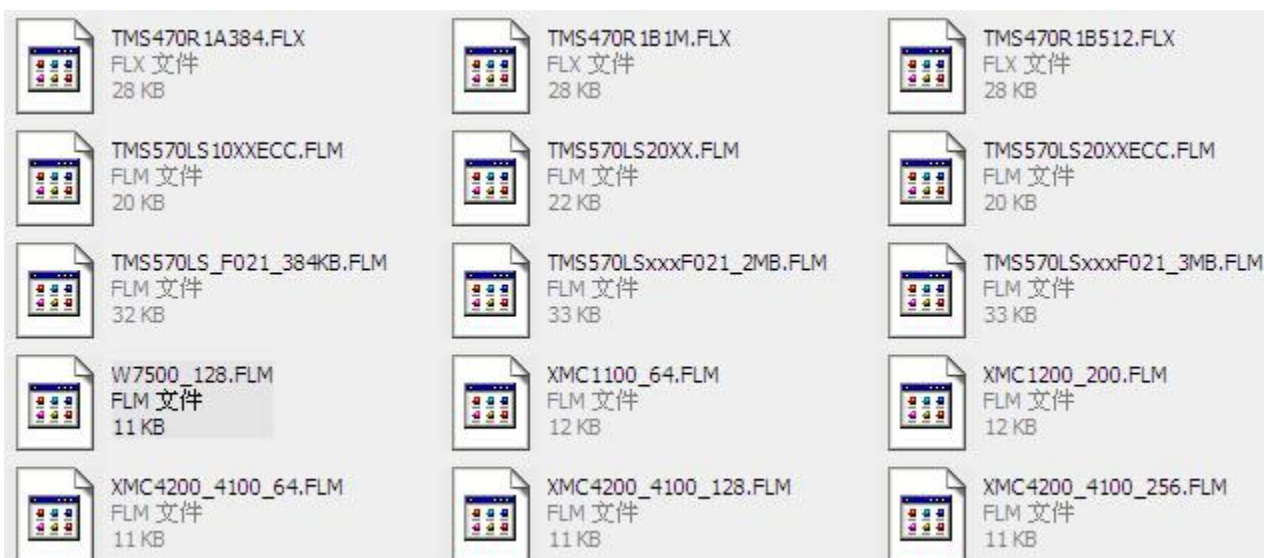 TMS470R1A384.FLX
FLX 文件
28 KB
TMS470R1B1M.FLX
FLX 文件
28 KB
TMS470R1B512.FLX
FLX 文件
28 KB
TMS570LS10XXECC.FLM
FLM 文件
20 KB
TMS570LS20XX.FLM
FLM 文件
22 KB
TMS570LS20XXECC.FLM
FLM 文件
20 KB
TMS570LS_F021_384KB.FLM
FLM 文件
32 KB
TMS570LSxxxF021_2MB.FLM
FLM 文件
33 KB
TMS570LSxxxF021_3MB.FLM
FLM 文件
33 KB
W7500_128.FLM
FLM 文件
11 KB
XMC1100_64.FLM
FLM 文件
12 KB
XMC1200_200.FLM
FLM 文件
12 KB
XMC4200_4100_64.FLM
FLM 文件
11 KB
XMC4200_4100_128.FLM
FLM 文件
11 KB
XMC4200_4100_256.FLM
FLM 文件
11 KB